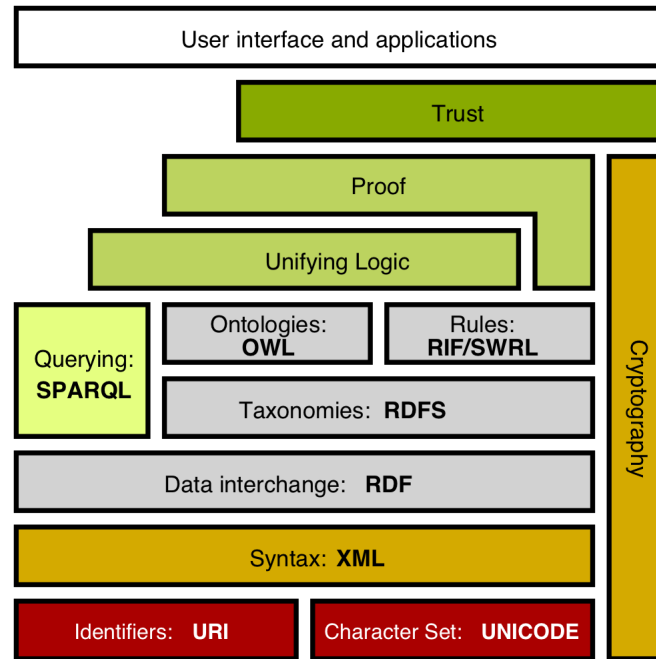 User interface and applications
Trust
Proof
Unifying Logic
Querying:
SPARQL
Ontologies:
OWL
Rules:
RIF/SWRL
Taxonomies: RDFS
Cryptography
Data interchange: RDF
Syntax: XML
Identifiers: URI
Character Set: UNICODE